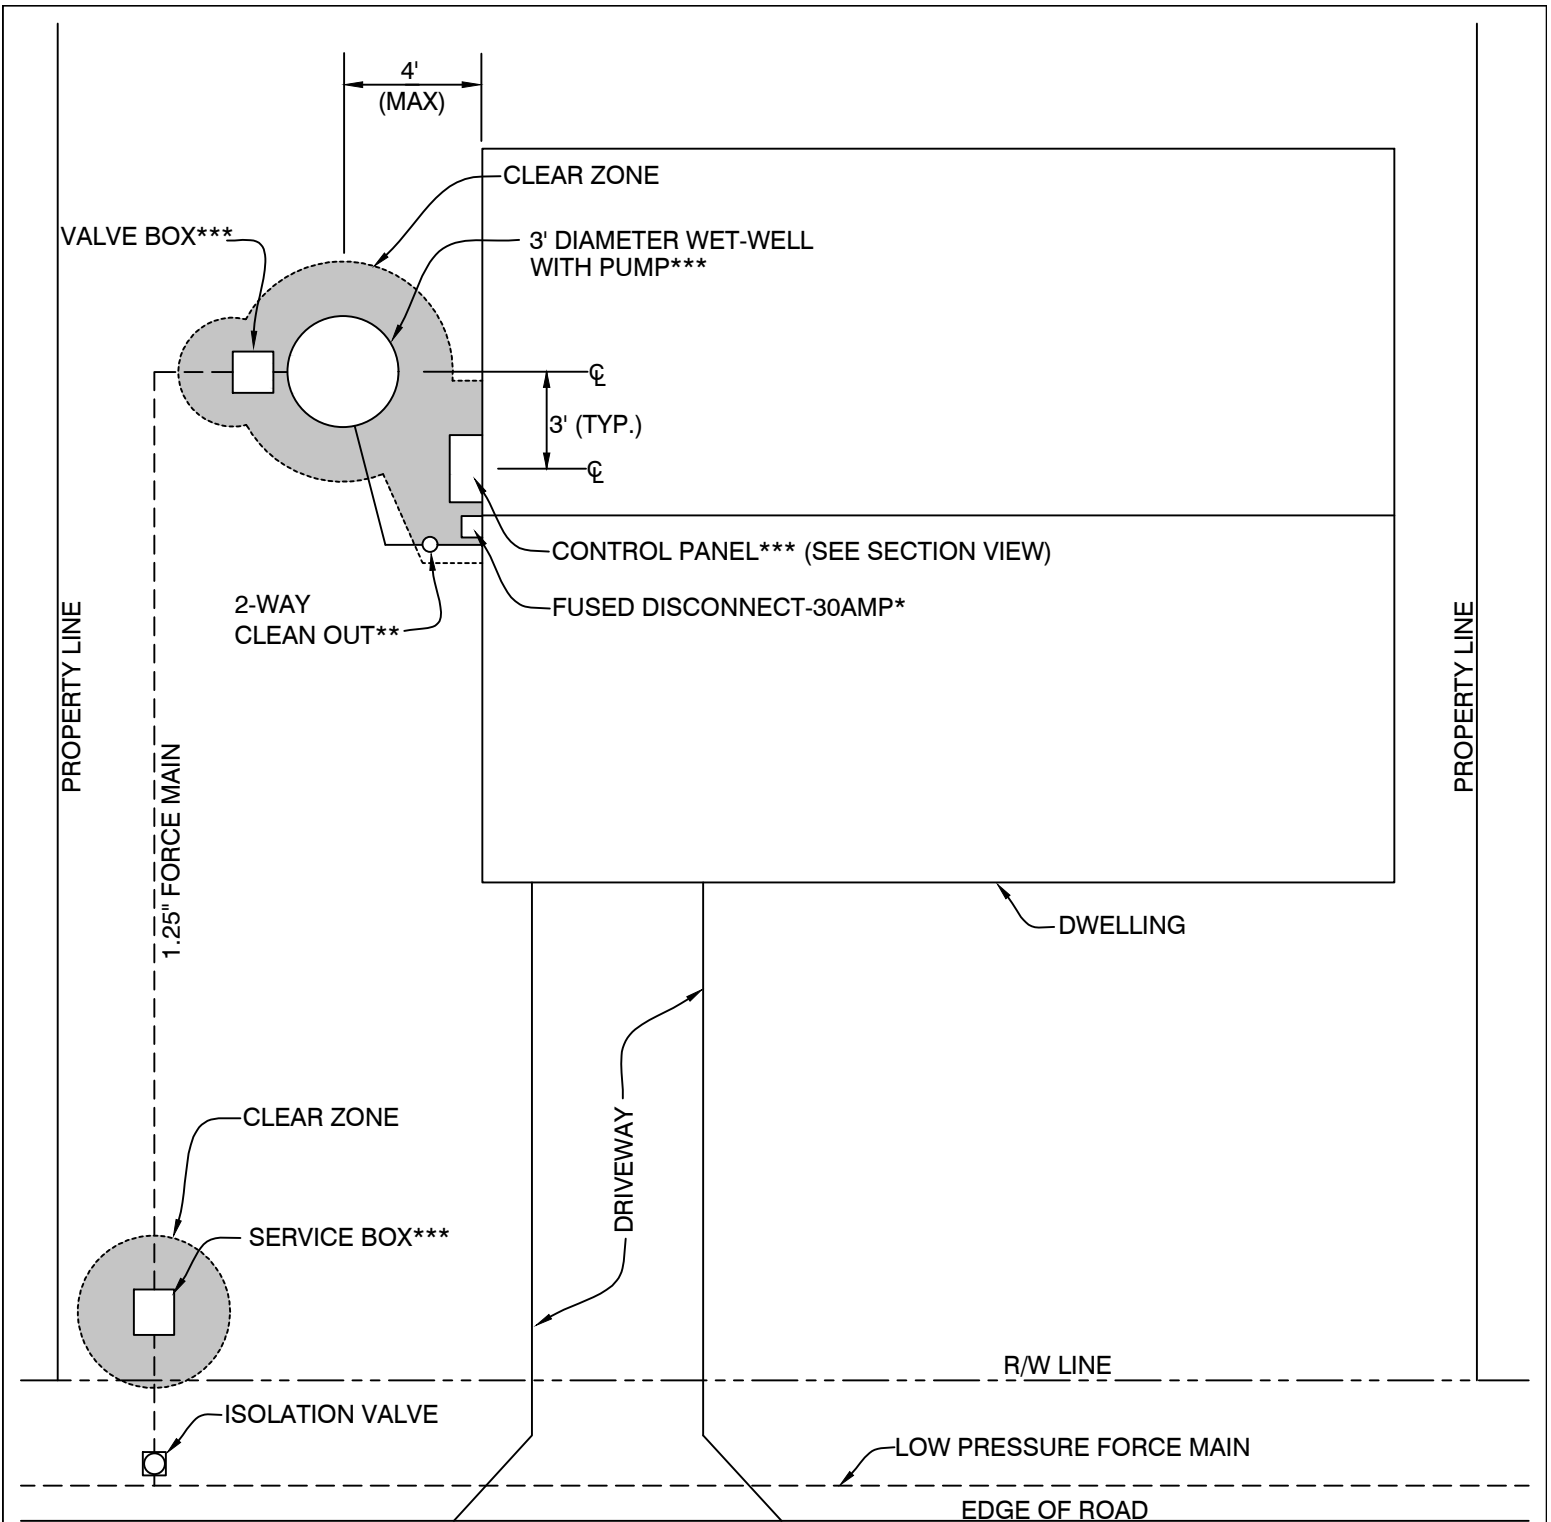 4'
(MAX)
CLEAR ZONE
VALVE BOX***
3' DIAMETER WET-WELL
WITH PUMP***
℄
3' (TYP.)
℄
CONTROL PANEL*** (SEE SECTION VIEW)
2-WAY
CLEAN OUT**
FUSED DISCONNECT-30AMP*
PROPERTY LINE
PROPERTY LINE
1.25" FORCE MAIN
DWELLING
CLEAR ZONE
DRIVEWAY
SERVICE BOX***
R/W LINE
ISOLATION VALVE
LOW PRESSURE FORCE MAIN
EDGE OF ROAD